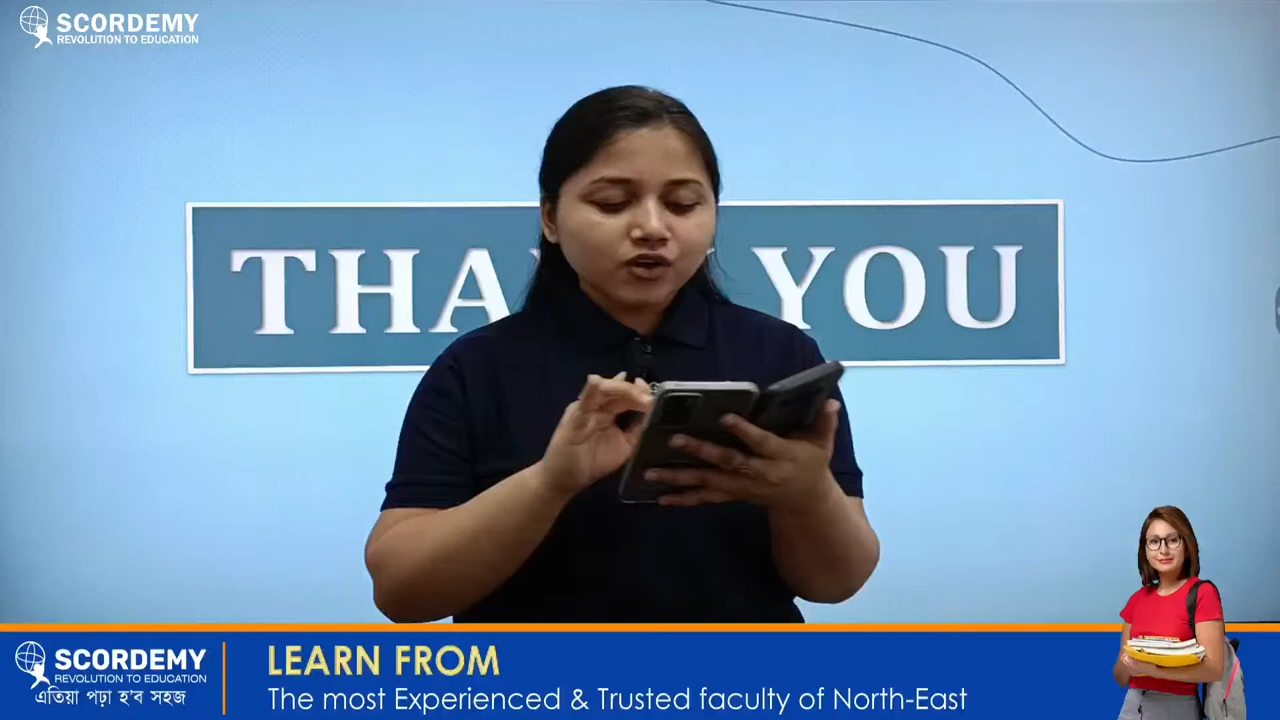 SCORDEMY
REVOLUTION TO EDUCATION
THA YOU
SCORDEMY
REVOLUTION TO EDUCATION
এতিয়া পঢ়া হ'ব সহজ
LEARN FROM
The most Experienced & Trusted faculty of North-East